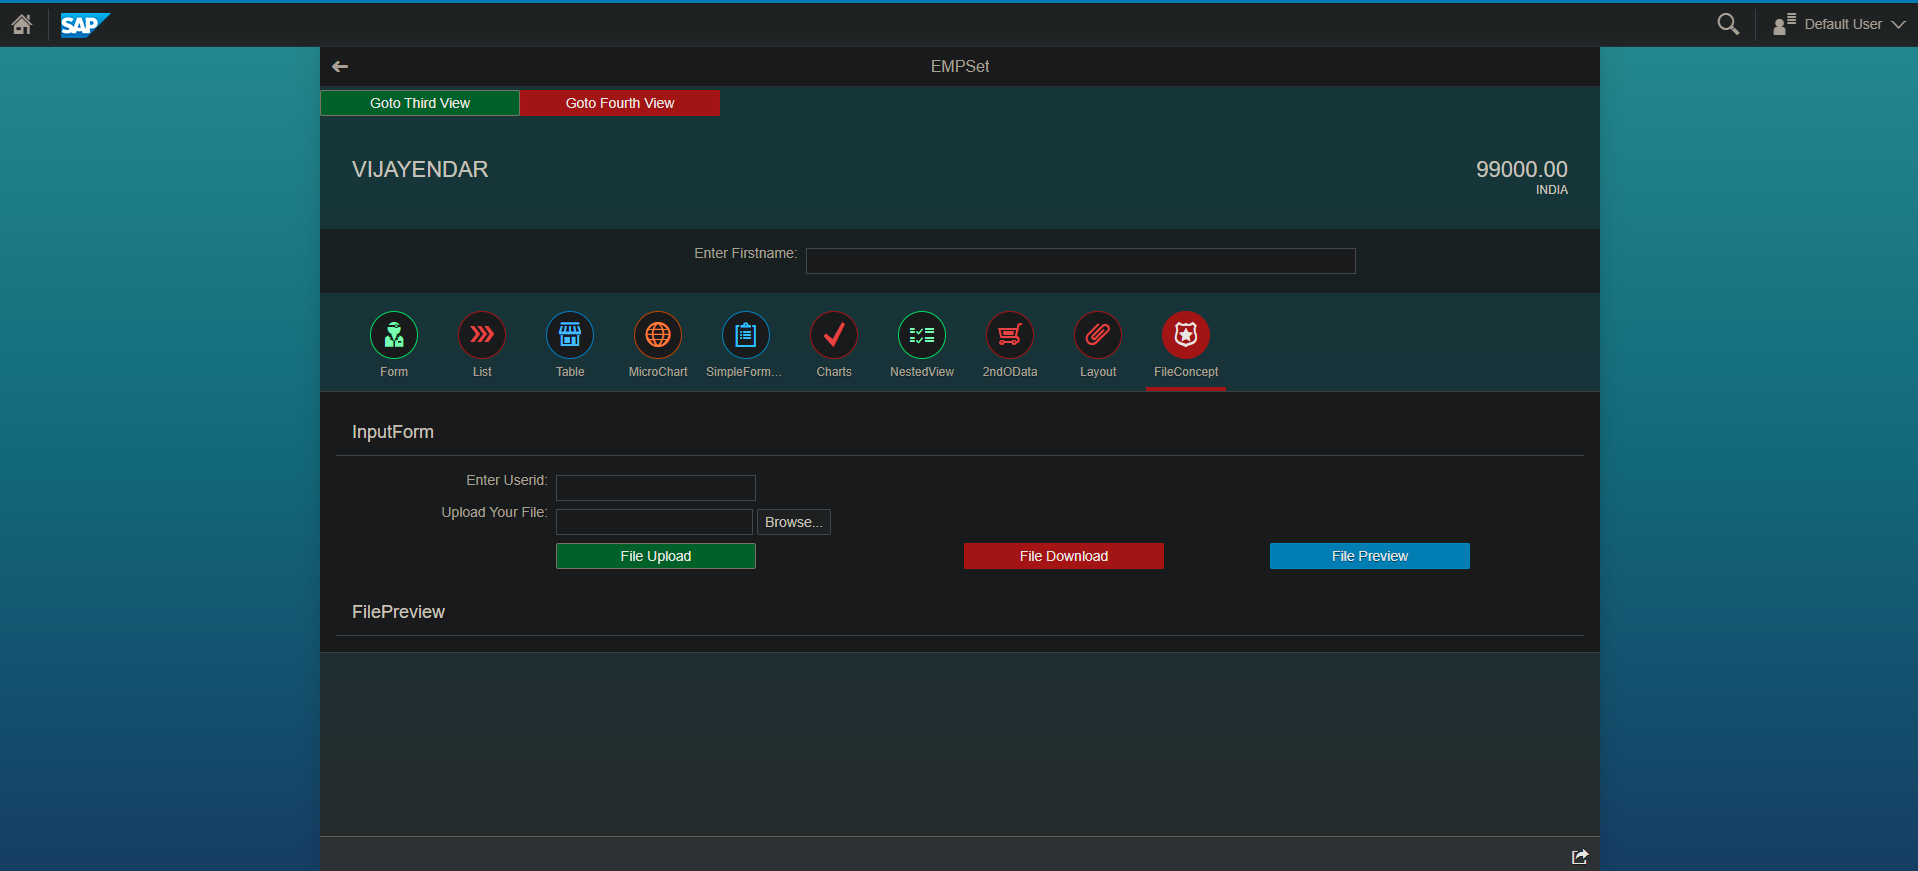 SAP
Default User
EMPSet
Goto Third View
Goto Fourth View
VIJAYENDAR
99000.00
INDIA
Enter Firstname:
Form
List
Table
MicroChart
SimpleForm...
Charts
NestedView
2ndOData
Layout
FileConcept
InputForm
Enter Userid:
Upload Your File:
Browse...
File Upload
File Download
File Preview
FilePreview